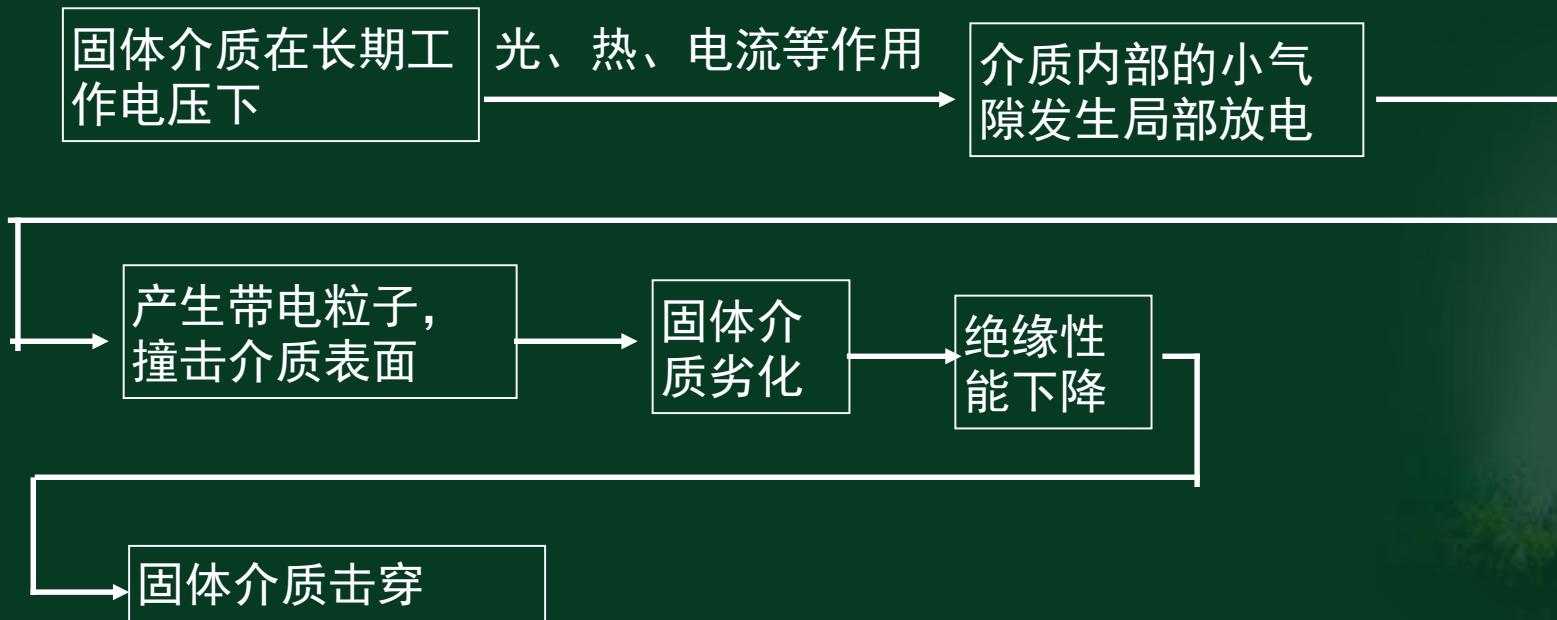 固体介质在长期工
作电压下
光、热、电流等作用
介质内部的小气
隙发生局部放电
产生带电粒子，
撞击介质表面
固体介
质劣化
绝缘性
能下降
固体介质击穿